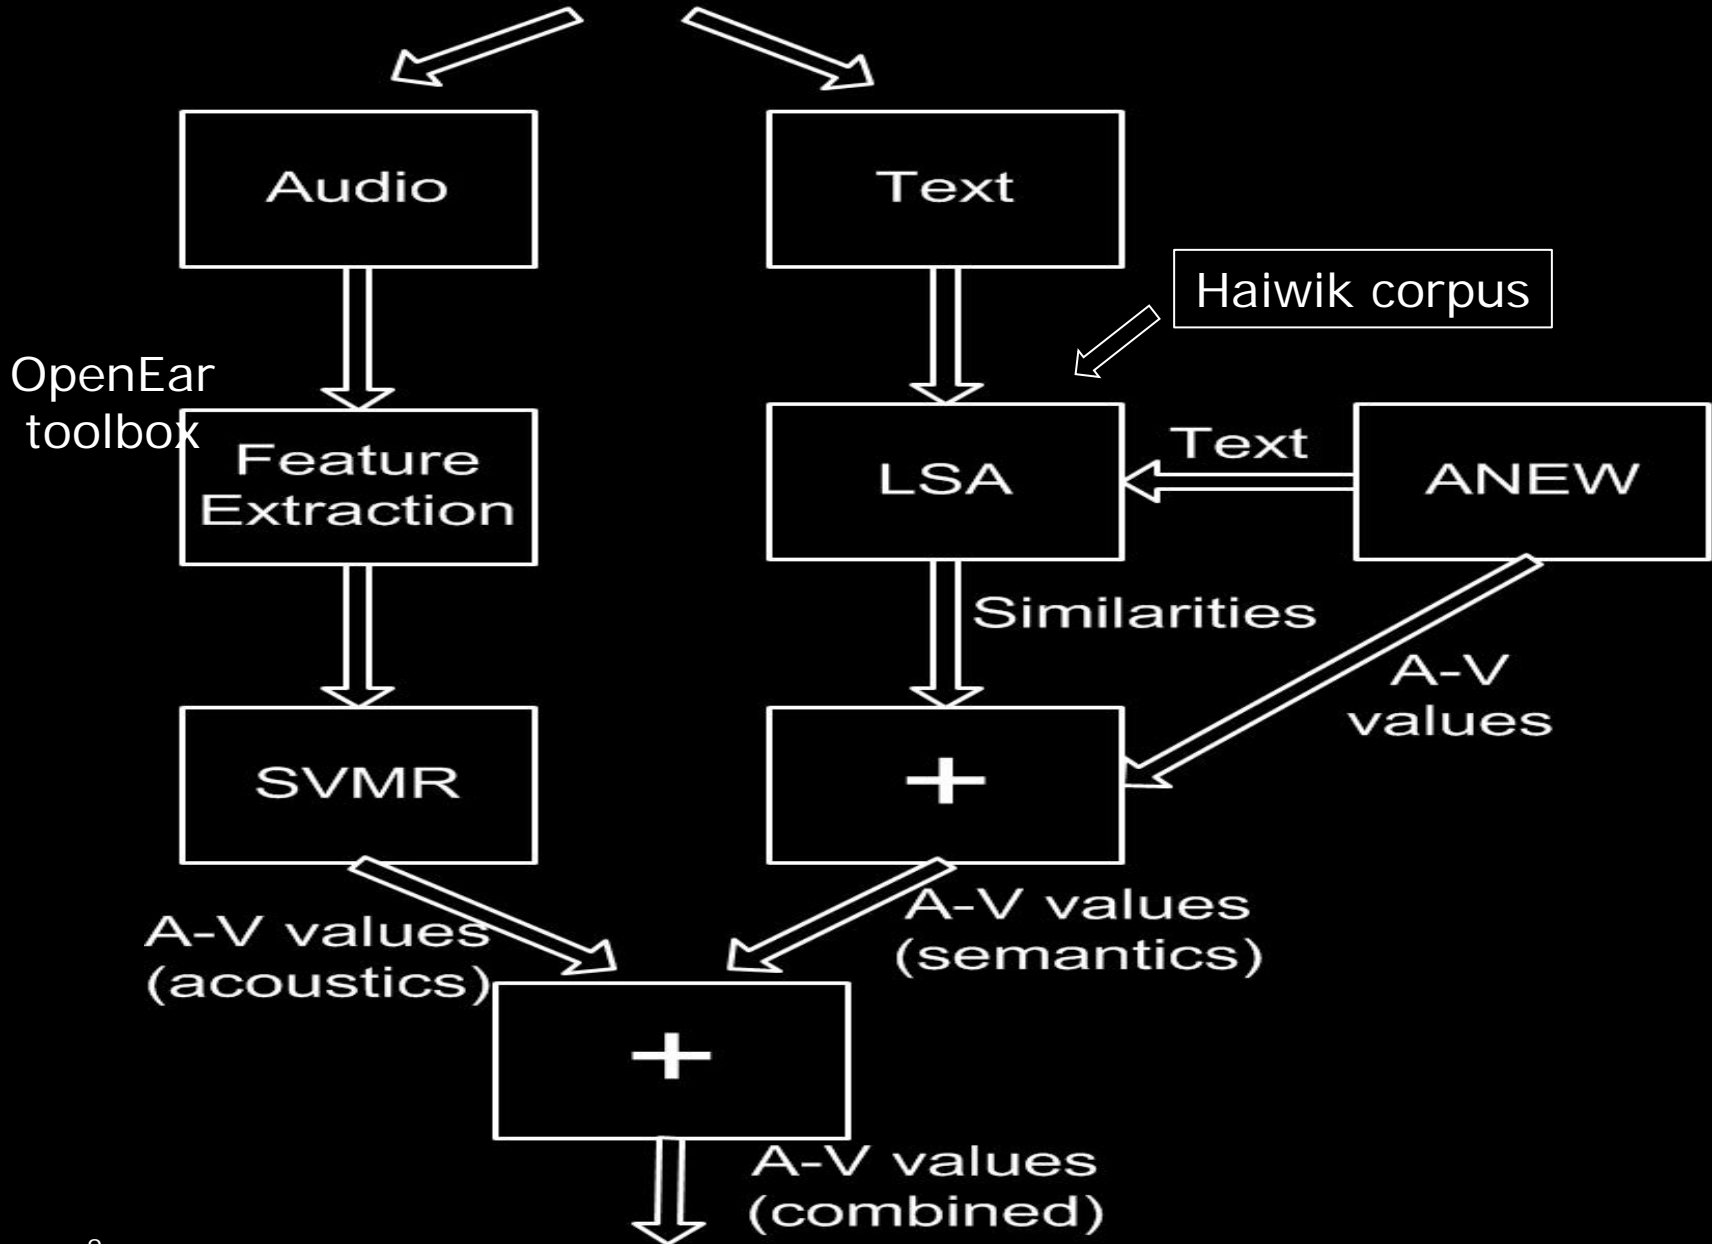 Audio
Text
Haiwik corpus
OpenEar
toolbox
Feature
Extraction
LSA
Text
ANEW
Similarities
A-V
values
SVMR
+
A-V values
(acoustics)
A-V values
(semantics)
+
A-V values
(combined)